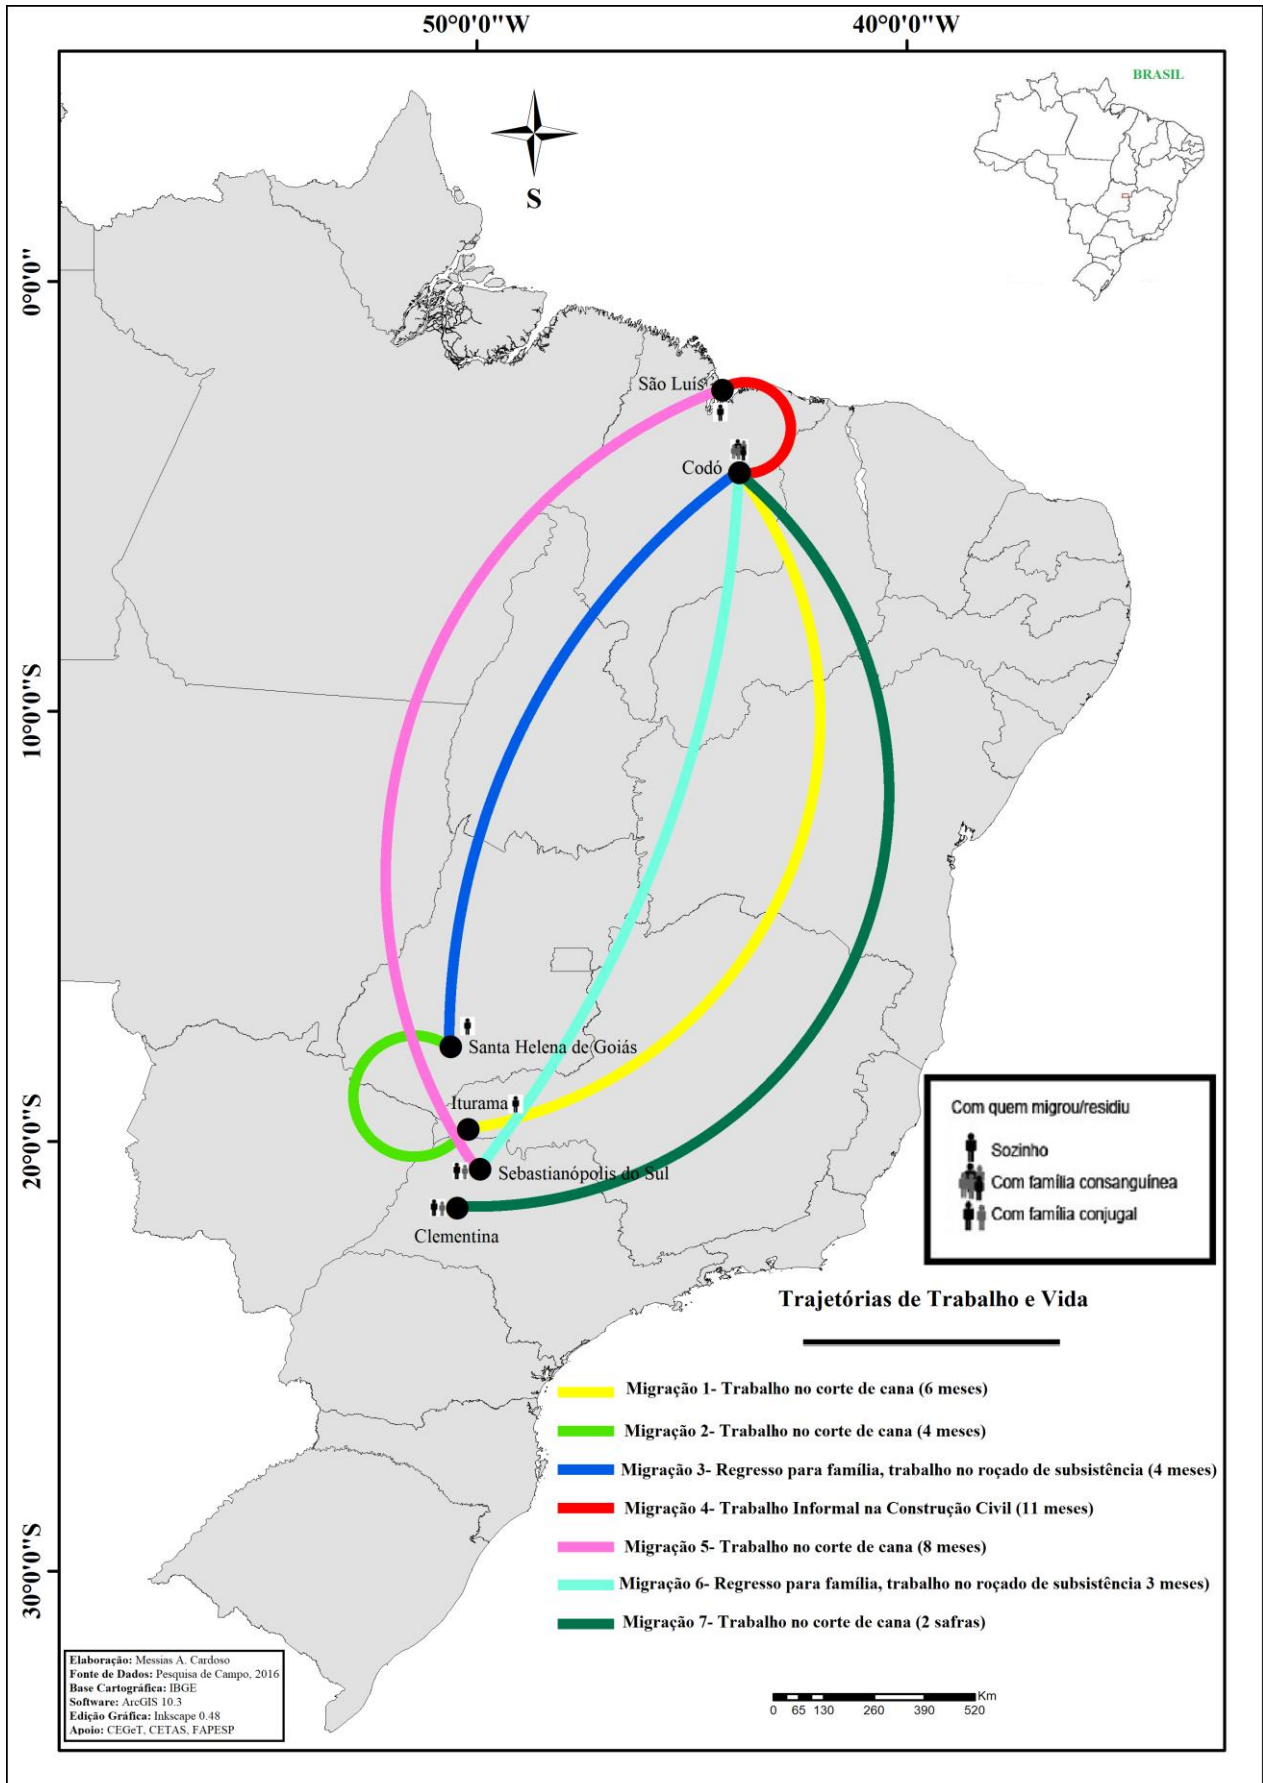 50°0'0"W
40°0'0"W
BRASIL
S
0°0'0"
10°0'0"S
20°0'0"S
30°0'0"S
São Luís
Codó
Santa Helena de Goiás
Iturama
Sebastianópolis do Sul
Clementina
Com quem migrou/residiu
Sozinho
Com família consanguínea
Com família conjugal
Trajetórias de Trabalho e Vida
Migração 1- Trabalho no corte de cana (6 meses)
Migração 2- Trabalho no corte de cana (4 meses)
Migração 3- Regresso para família, trabalho no roçado de subsistência (4 meses)
Migração 4- Trabalho Informal na Construção Civil (11 meses)
Migração 5- Trabalho no corte de cana (8 meses)
Migração 6- Regresso para família, trabalho no roçado de subsistência 3 meses)
Migração 7- Trabalho no corte de cana (2 safras)
Elaboração: Messias A. Cardoso
Fonte de Dados: Pesquisa de Campo, 2016
Base Cartográfica: IBGE
Software: ArcGIS 10.3
Edição Gráfica: Inkscape 0.48
Apoio: CEGeT, CETAS, FAPESP
Km
0 65 130 260 390 520